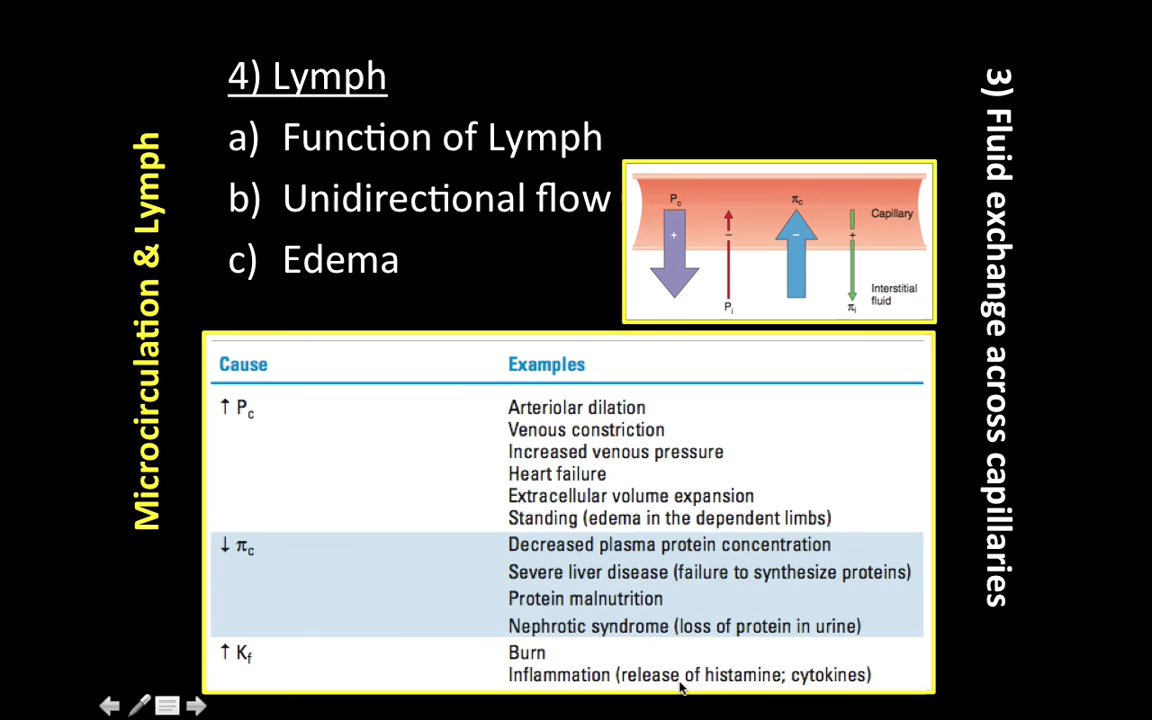 4) Lymph
a) Function of Lymph
b) Unidirectional flow
c) Edema
Microcirculation & Lymph
3) Fluid exchange across capillaries
Pc πc
Capillary
+ − − +
Interstitial
fluid
Pi πi
Cause Examples
↑ Pc Arteriolar dilation
Venous constriction
Increased venous pressure
Heart failure
Extracellular volume expansion
Standing (edema in the dependent limbs)
↓ πc Decreased plasma protein concentration
Severe liver disease (failure to synthesize proteins)
Protein malnutrition
Nephrotic syndrome (loss of protein in urine)
↑ Kf Burn
Inflammation (release of histamine; cytokines)